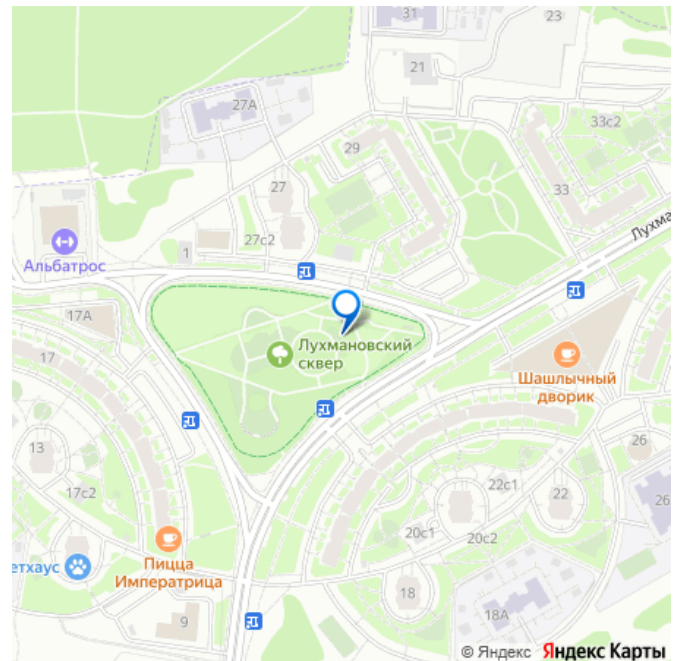 31
23
21
27А
33с2
29
27
33
27с2
1
Альбатрос
Лухма
17А
17
Лухмановский
сквер
Шашлычный
дворик
13
26
17с2
22с1
22
26
20с1
20с2
етхаус
Пицца
Императрица
18
18А
9
© Яндекс Яндекс Карты